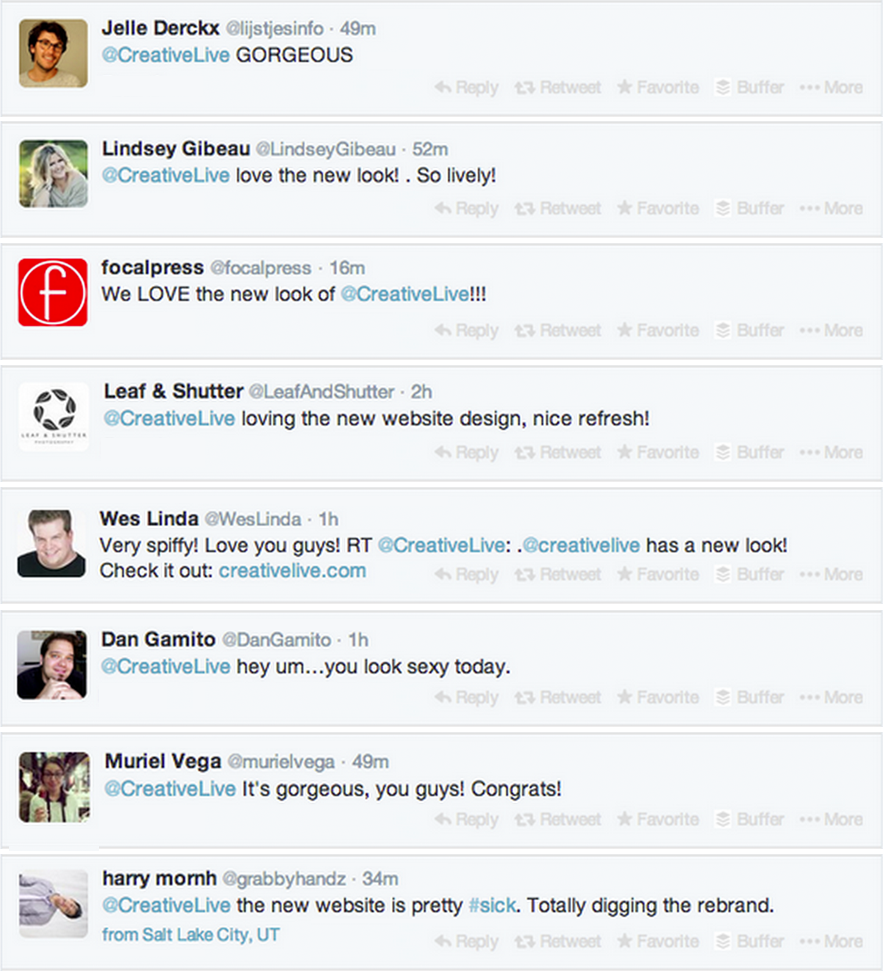 Jelle Derckx @lijstjesinfo · 49m
@CreativeLive GORGEOUS
Reply Retweet Favorite Buffer More
Lindsey Gibeau @LindseyGibeau · 52m
@CreativeLive love the new look! . So lively!
Reply Retweet Favorite Buffer More
focalpress @focalpress · 16m
We LOVE the new look of @CreativeLive!!!
Reply Retweet Favorite Buffer More
LEAF & SHUTTER
PHOTOGRAPHY
Leaf & Shutter @LeafAndShutter · 2h
@CreativeLive loving the new website design, nice refresh!
Reply Retweet Favorite Buffer More
Wes Linda @WesLinda · 1h
Very spiffy! Love you guys! RT @CreativeLive: .@creativelive has a new look!
Check it out: creativelive.com
Reply Retweet Favorite Buffer More
Dan Gamito @DanGamito · 1h
@CreativeLive hey um...you look sexy today.
Reply Retweet Favorite Buffer More
Muriel Vega @murielvega · 49m
@CreativeLive It's gorgeous, you guys! Congrats!
Reply Retweet Favorite Buffer More
harry mornh @grabbyhandz · 34m
@CreativeLive the new website is pretty #sick. Totally digging the rebrand.
from Salt Lake City, UT
Reply Retweet Favorite Buffer More